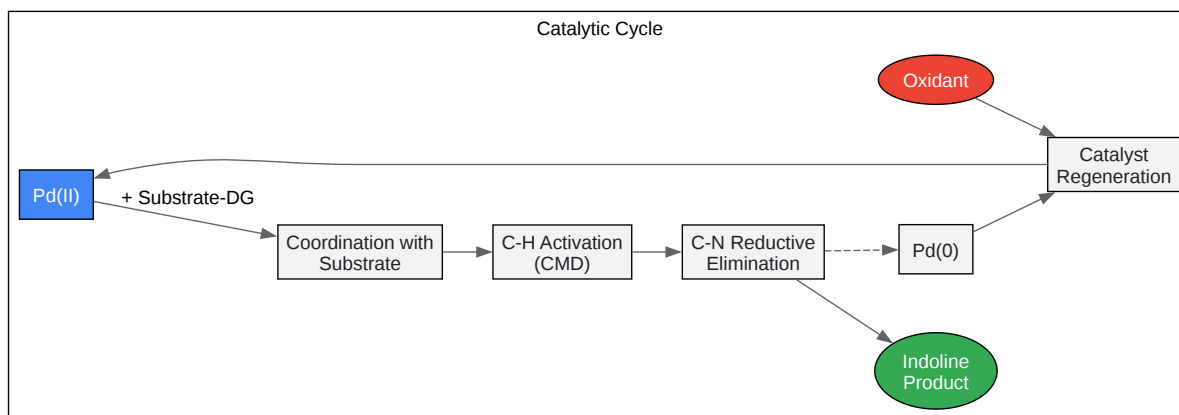 Catalytic Cycle
Oxidant
Catalyst
Regeneration
Pd(II)
+ Substrate-DG
Coordination with
Substrate
C-H Activation
(CMD)
C-N Reductive
Elimination
Pd(0)
Indoline
Product